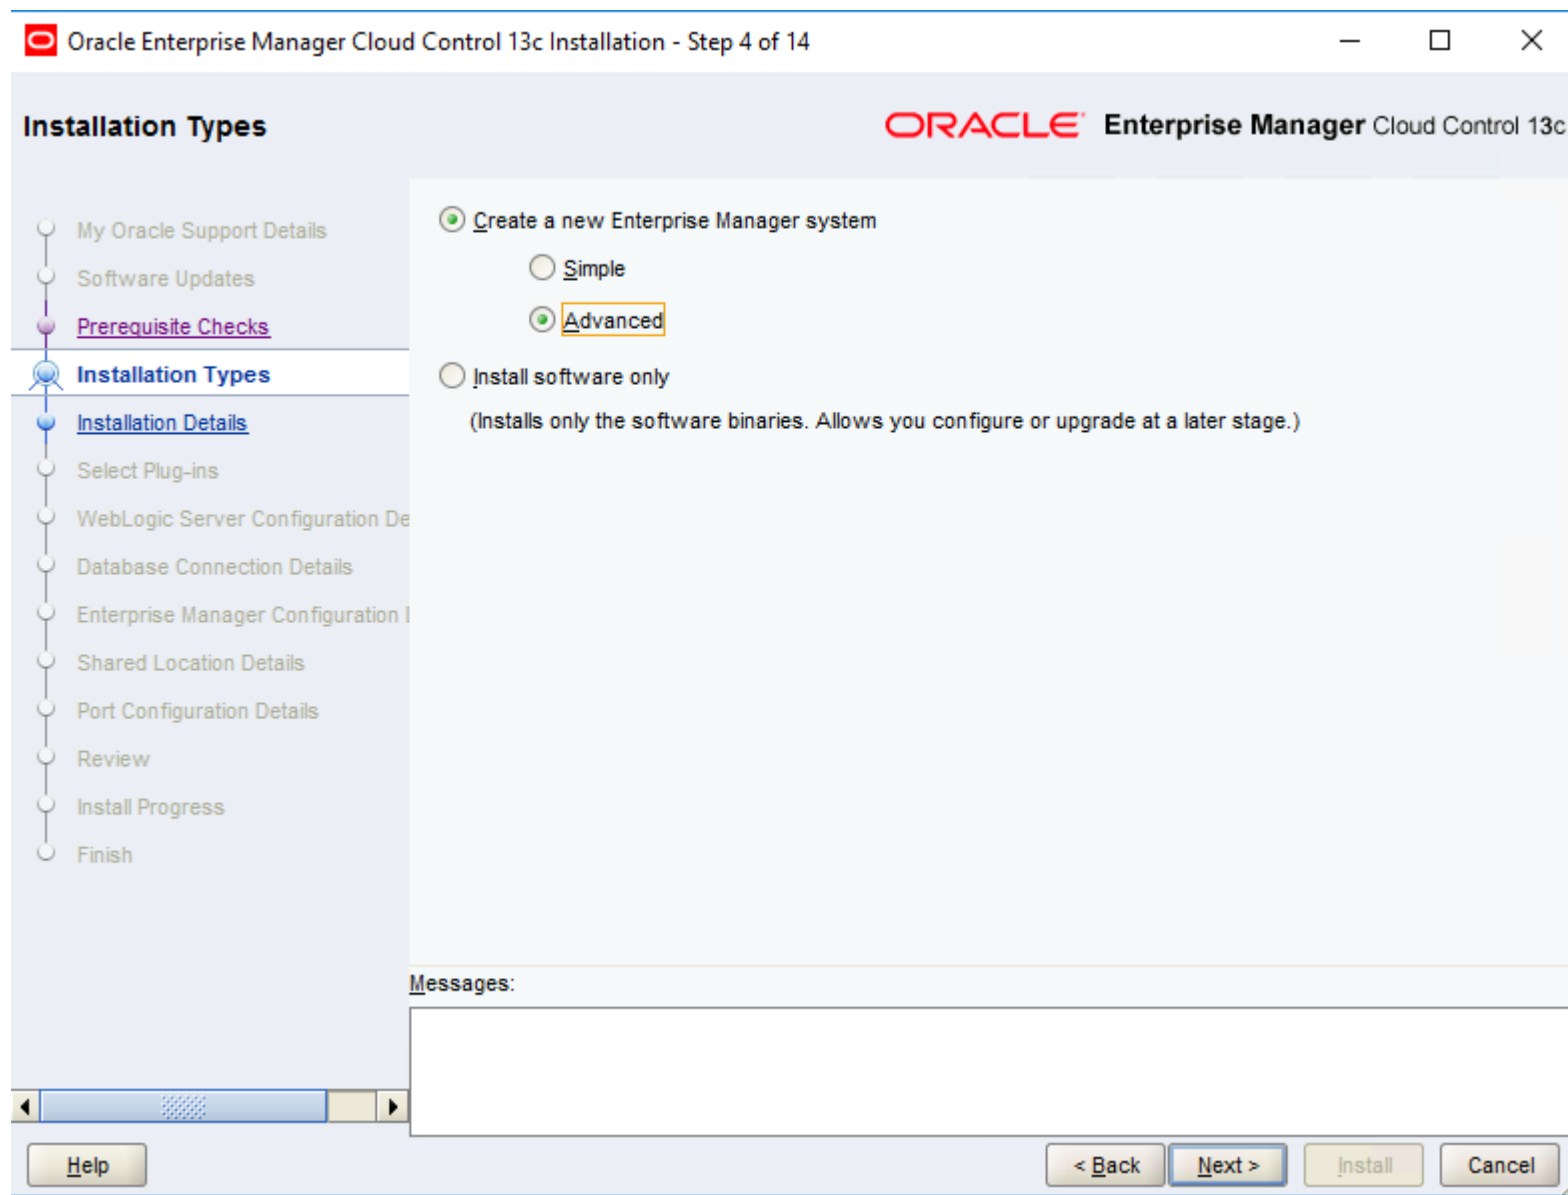 Oracle Enterprise Manager Cloud Control 13c Installation - Step 4 of 14
Installation Types
ORACLE Enterprise Manager Cloud Control 13c
My Oracle Support Details
Software Updates
Prerequisite Checks
Installation Types
Installation Details
Select Plug-ins
WebLogic Server Configuration De
Database Connection Details
Enterprise Manager Configuration
Shared Location Details
Port Configuration Details
Review
Install Progress
Finish
Create a new Enterprise Manager system
Simple
Advanced
Install software only
(Installs only the software binaries. Allows you configure or upgrade at a later stage.)
Messages:
Help
< Back
Next >
Install
Cancel